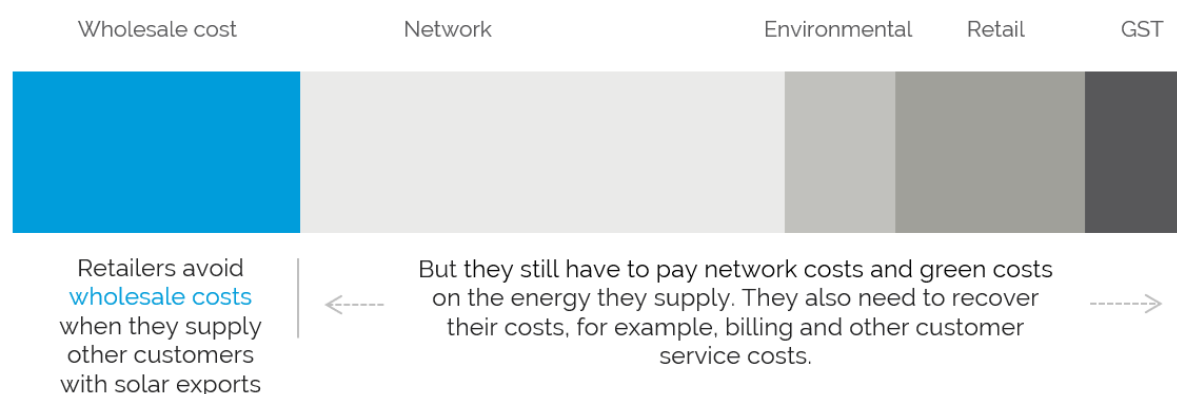 Wholesale cost
Network
Environmental
Retail
GST
Retailers avoid
wholesale costs
when they supply
other customers
with solar exports
But they still have to pay network costs and green costs
on the energy they supply. They also need to recover
their costs, for example, billing and other customer
service costs.